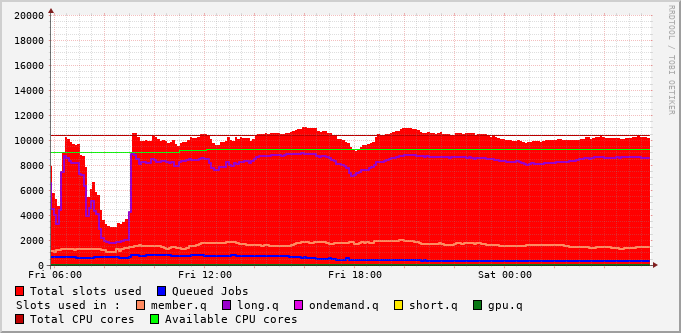 20000
18000
16000
14000
12000
10000
8000
6000
4000
2000
0
Fri 06:00 Fri 12:00 Fri 18:00 Sat 00:00
RRDTOOL / TOBI OETIKER
Total slots used Queued Jobs
Slots used in : member.q long.q ondemand.q short.q gpu.q
Total CPU cores Available CPU cores